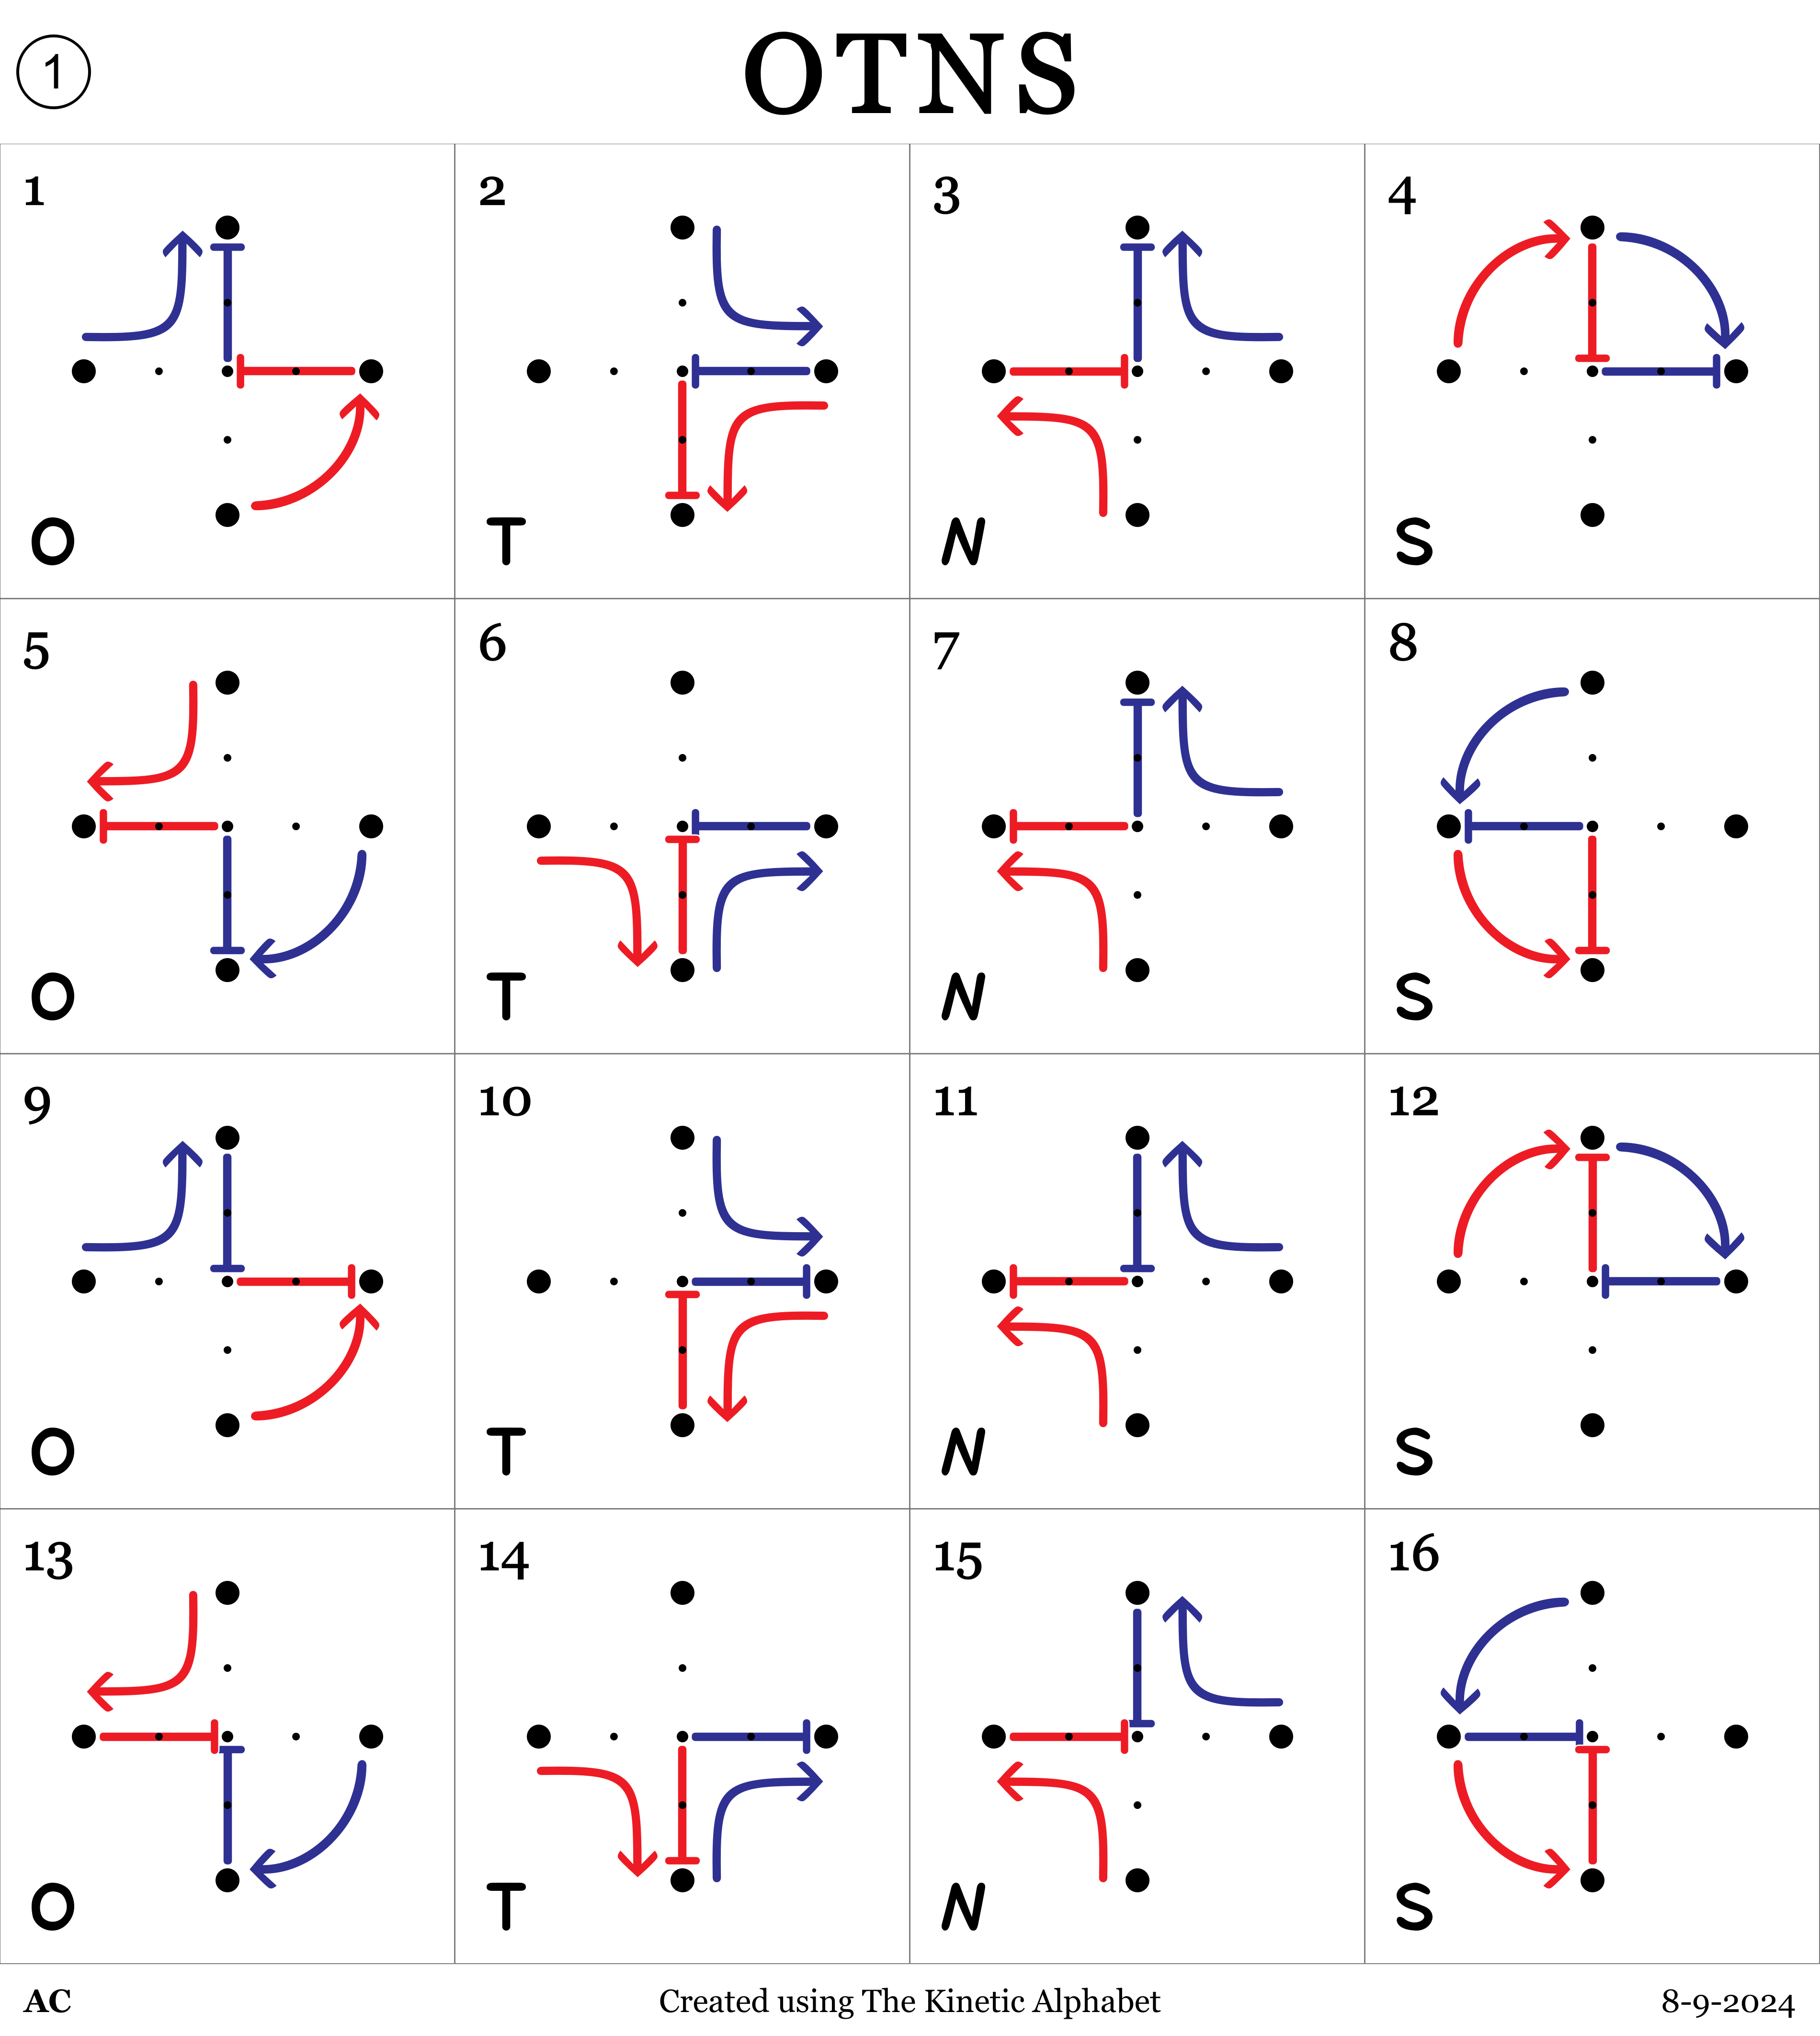 1
OTNS
1 2 3 4
O T N S
5 6 7 8
O T N S
9 10 11 12
O T N S
13 14 15 16
O T N S
AC Created using The Kinetic Alphabet 8-9-2024